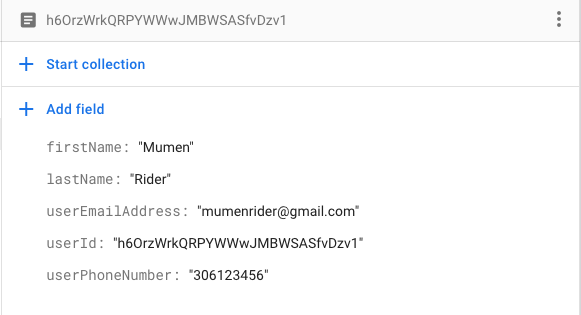 h6OrzWrkQRPYWWwJMBWSASfvDzv1
+ Start collection
+ Add field
firstName: "Mumen"
lastName: "Rider"
userEmailAddress: "mumenrider@gmail.com"
userId: "h6OrzWrkQRPYWWwJMBWSASfvDzv1"
userPhoneNumber: "306123456"